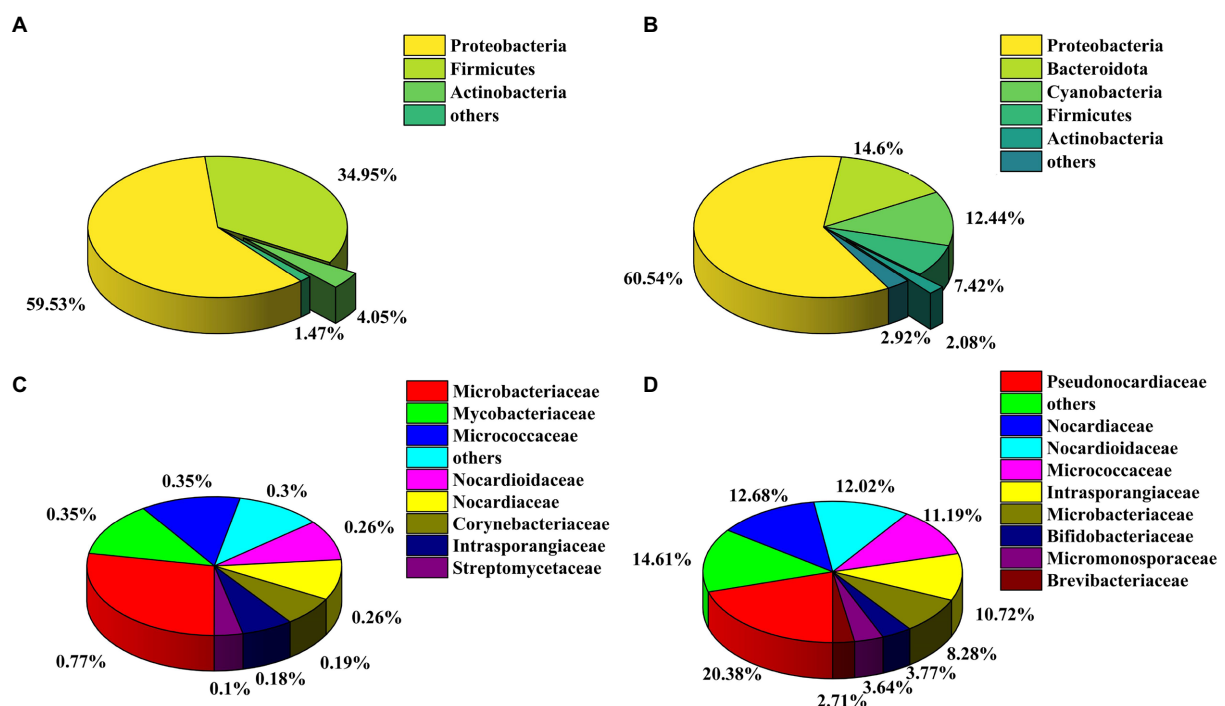 A
Proteobacteria
Firmicutes
Actinobacteria
others
34.95%
59.53%
4.05%
1.47%
B
Proteobacteria
Bacteroidota
Cyanobacteria
Firmicutes
Actinobacteria
others
14.6%
12.44%
60.54%
7.42%
2.92%
2.08%
C
Microbacteriaceae
Mycobacteriaceae
Micrococcaceae
others
Nocardioidaceae
Nocardiaceae
Corynebacteriaceae
Intrasporangiaceae
Streptomycetaceae
0.35%
0.3%
0.35%
0.26%
0.26%
0.77%
0.19%
0.18%
0.1%
D
Pseudonocardiaceae
others
Nocardiaceae
Nocardioidaceae
Micrococcaceae
Intrasporangiaceae
Microbacteriaceae
Bifidobacteriaceae
Micromonosporaceae
Brevibacteriaceae
12.68%
12.02%
11.19%
14.61%
10.72%
8.28%
20.38%
3.77%
3.64%
2.71%